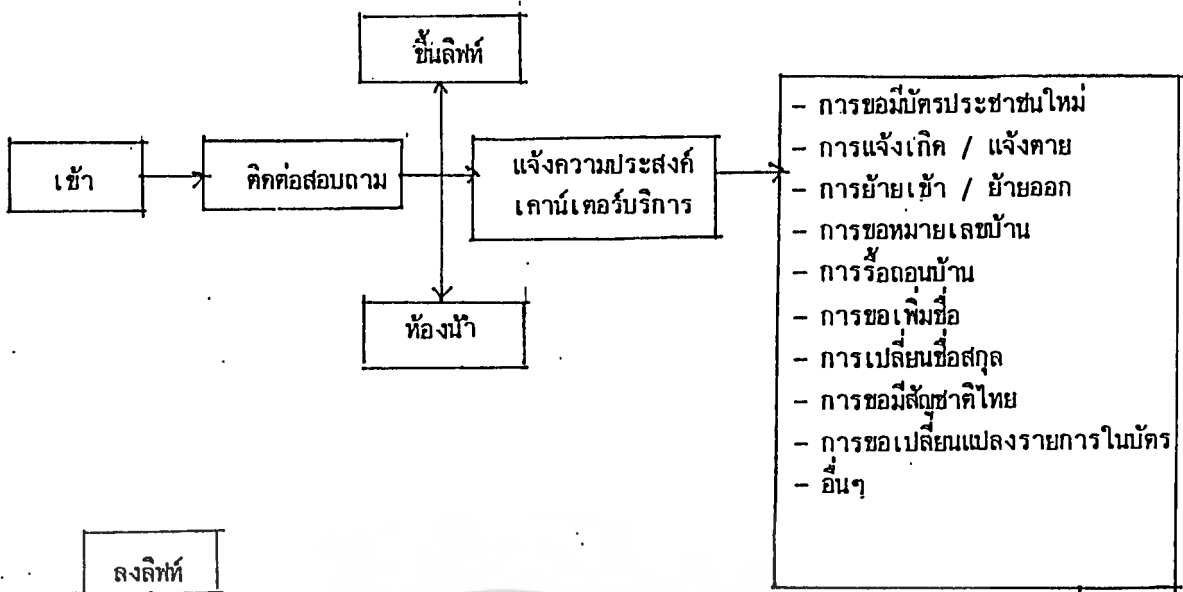 ขึ้นลิฟท์
เข้า
ติดต่อสอบถาม
แจ้งความประสงค์
เคาน์เตอร์บริการ
ห้องน้ำ
- การขอมีบัตรประชาชนใหม่
- การแจ้งเกิด / แจ้งตาย
- การย้ายเข้า / ย้ายออก
- การขอหมายเลขบ้าน
- การรื้อถอนบ้าน
- การขอเพิ่มชื่อ
- การเปลี่ยนชื่อสกุล
- การขอมีสัญชาติไทย
- การขอเปลี่ยนแปลงรายการในบัตร
- อื่นๆ
ลงลิฟท์